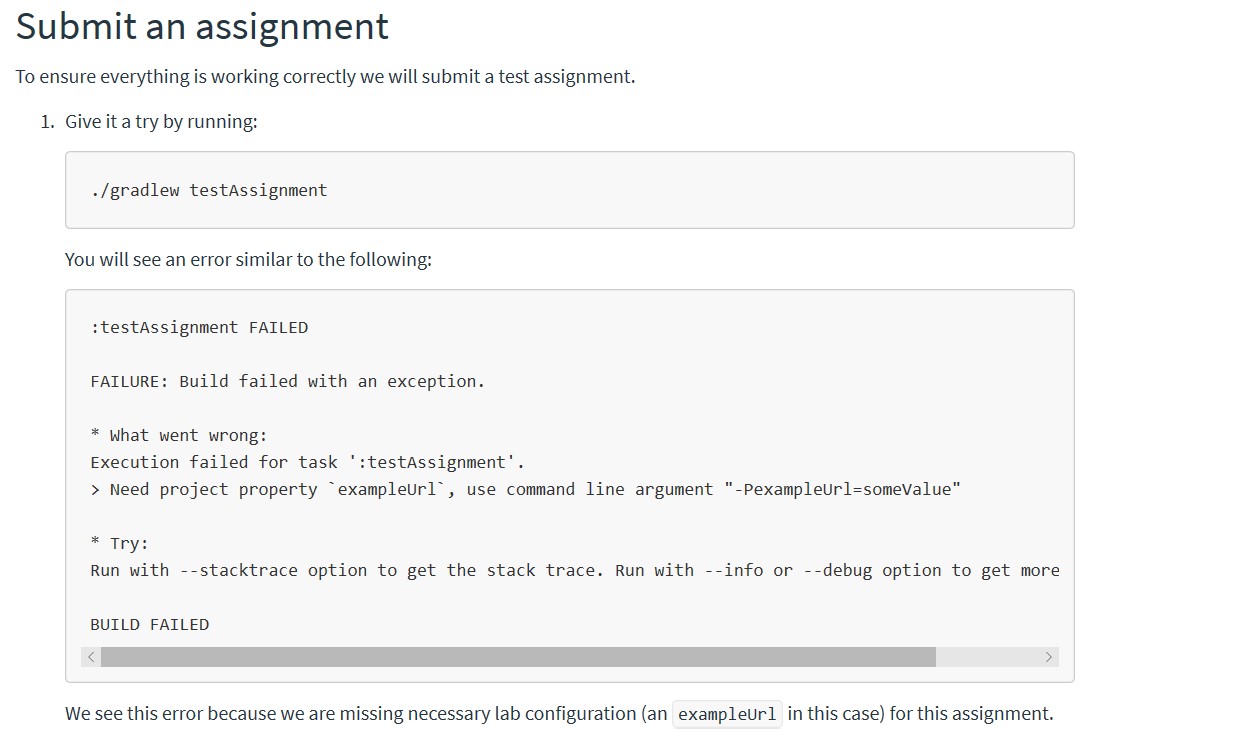 Submit an assignment
To ensure everything is working correctly we will submit a test assignment.
1. Give it a try by running:
./gradlew testAssignment
You will see an error similar to the following:
:testAssignment FAILED
FAILURE: Build failed with an exception.
* What went wrong:
Execution failed for task ':testAssignment'.
> Need project property `exampleUrl`, use command line argument "-PexampleUrl=someValue"
* Try:
Run with --stacktrace option to get the stack trace. Run with --info or --debug option to get more
BUILD FAILED
We see this error because we are missing necessary lab configuration (an exampleUrl in this case) for this assignment.